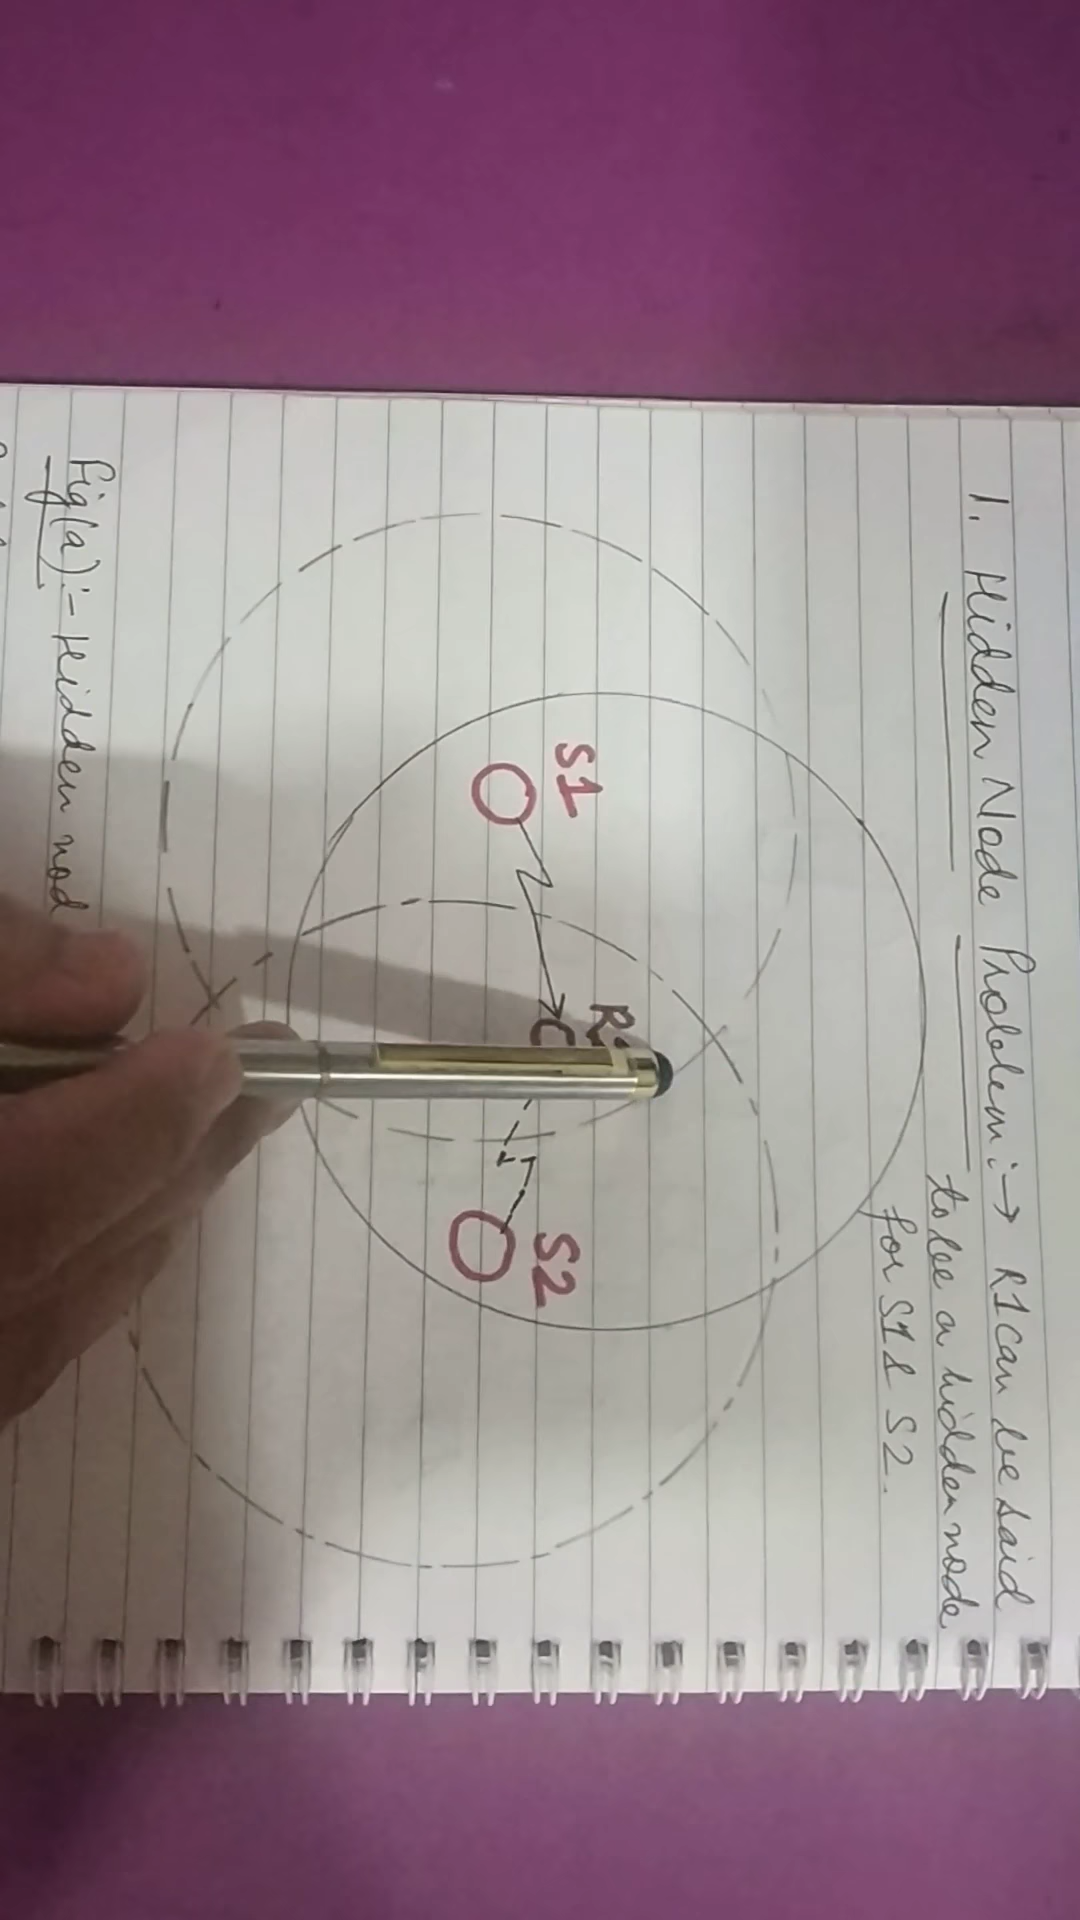 1. Hidden Node Problem :→ R1 can be said
to be a hidden node
for S1 & S2.
S1
S2
Fig(a):- Hidden nod